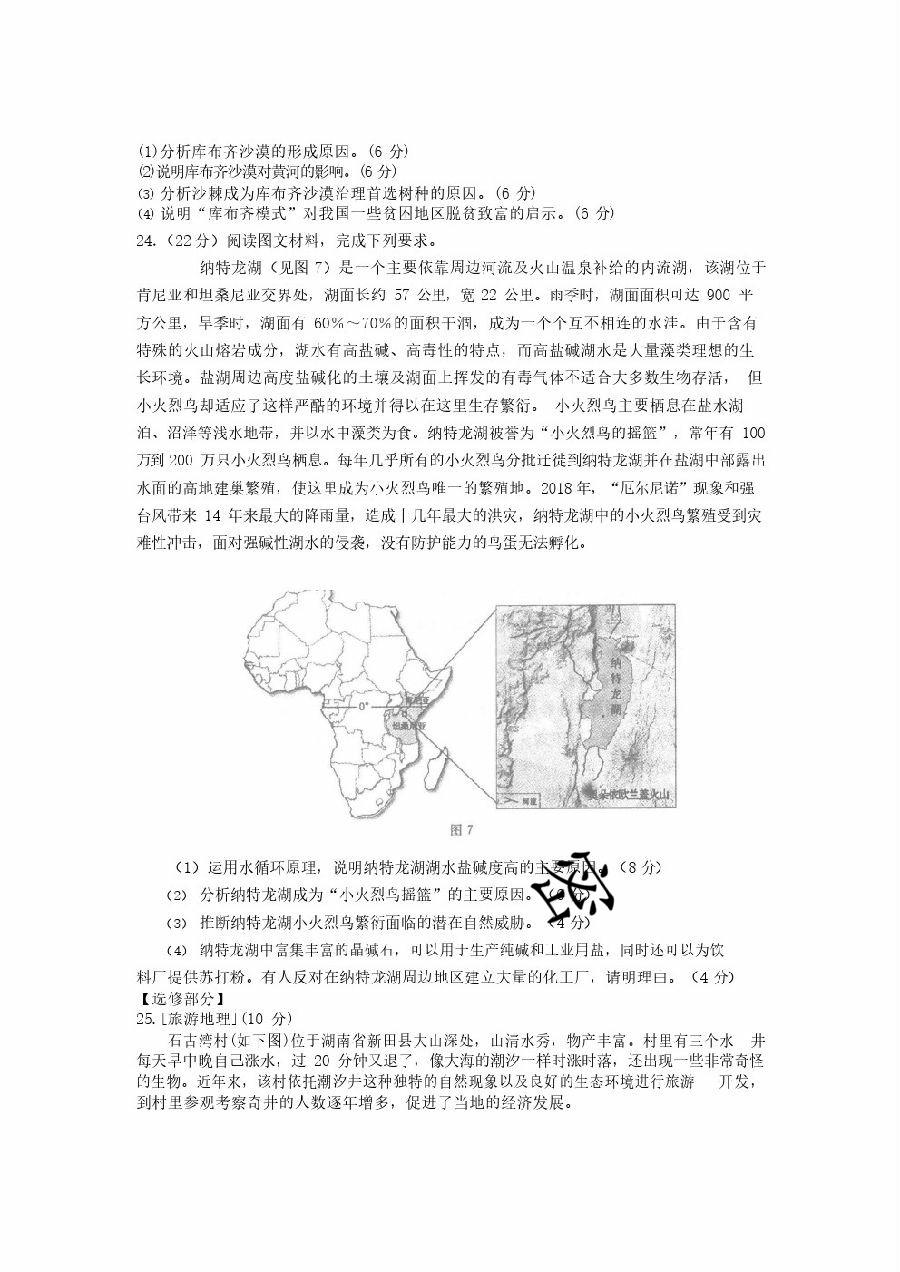 (1)分析库布齐沙漠的形成原因。(6 分)
(2)说明库布齐沙漠对黄河的影响。(6 分)
(3) 分析沙棘成为库布齐沙漠治理首选树种的原因。(6 分)
(4) 说明“库布齐模式”对我国一些贫困地区脱贫致富的启示。(6 分)
24.（22 分）阅读图文材料，完成下列要求。
纳特龙湖（见图 7）是一个主要依靠周边河流及火山温泉补给的内流湖，该湖位于
肯尼亚和坦桑尼亚交界处，湖面长约 57 公里，宽 22 公里。雨季时，湖面面积可达 900 平
方公里，旱季时，湖面有 60%～70%的面积干涸，成为一个个互不相连的水洼。由于含有
特殊的火山熔岩成分，湖水有高盐碱、高毒性的特点，而高盐碱湖水是大量藻类理想的生
长环境。盐湖周边高度盐碱化的土壤及湖面上挥发的有毒气体不适合大多数生物存活， 但
小火烈鸟却适应了这样严酷的环境并得以在这里生存繁衍。 小火烈鸟主要栖息在盐水湖
泊、沼泽等浅水地带，并以水中藻类为食。纳特龙湖被誉为“小火烈鸟的摇篮”，常年有 100
万到 200 万只小火烈鸟栖息。每年几乎所有的小火烈鸟分批迁徙到纳特龙湖并在盐湖中部露出
水面的高地建巢繁殖，使这里成为小火烈鸟唯一的繁殖地。2018 年，“厄尔尼诺”现象和强
台风带来 14 年来最大的降雨量，造成十几年最大的洪灾，纳特龙湖中的小火烈鸟繁殖受到灾
难性冲击，面对强碱性湖水的侵袭，没有防护能力的鸟蛋无法孵化。
0°
坦桑尼亚
纳特龙湖
河流
火山
图 7
（1）运用水循环原理，说明纳特龙湖湖水盐碱度高的主要原因。（8 分）
（2） 分析纳特龙湖成为“小火烈鸟摇篮”的主要原因。（6 分）
密
（3） 推断纳特龙湖小火烈鸟繁衍面临的潜在自然威胁。（4 分）
（4） 纳特龙湖中富集丰富的晶碱石，可以用于生产纯碱和工业用盐，同时还可以为饮
料厂提供苏打粉。有人反对在纳特龙湖周边地区建立大量的化工厂，请明理由。（4 分）
【选修部分】
25.[旅游地理](10 分)
石古湾村(如下图)位于湖南省新田县大山深处，山清水秀，物产丰富。村里有三个水 井
每天早中晚自己涨水，过 20 分钟又退了，像大海的潮汐一样时涨时落，还出现一些非常奇怪
的生物。近年来，该村依托潮汐井这种独特的自然现象以及良好的生态环境进行旅游 开发，
到村里参观考察奇井的人数逐年增多，促进了当地的经济发展。